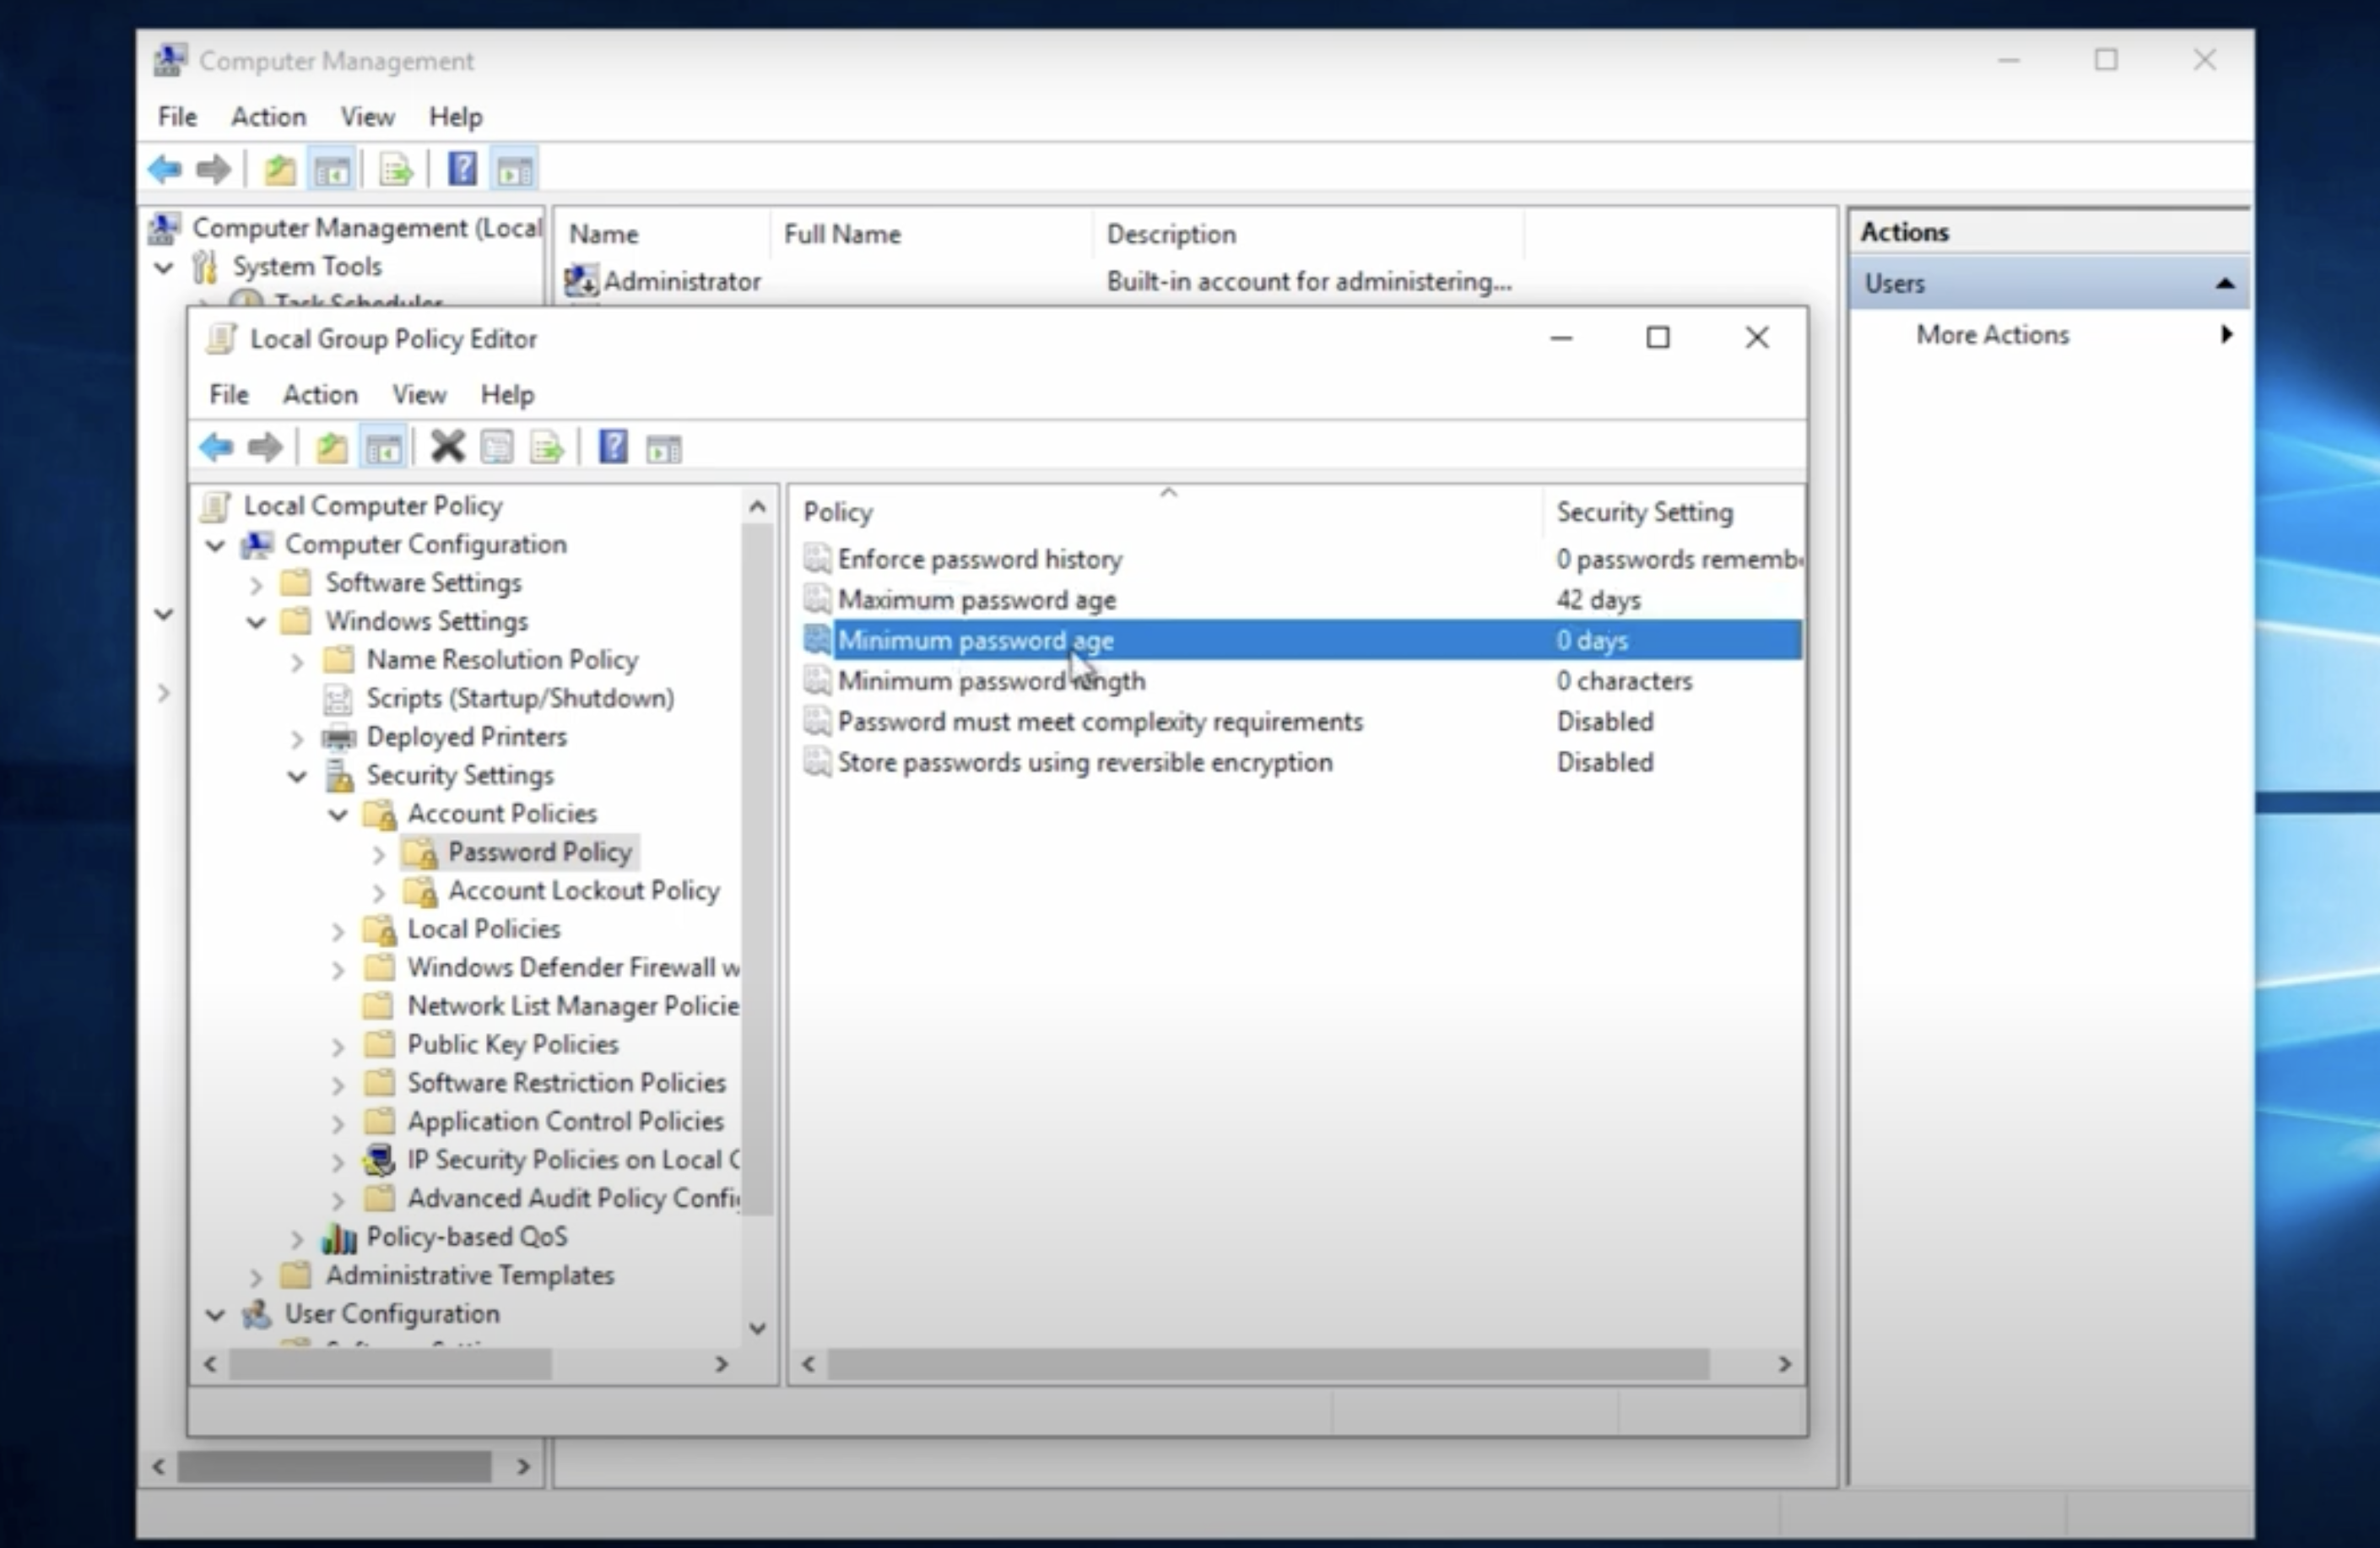 Computer Management
File Action View Help
Computer Management (Local
System Tools
Task Scheduler
Name Full Name Description
Administrator Built-in account for administering...
Actions
Users
More Actions
Local Group Policy Editor
File Action View Help
Local Computer Policy
Computer Configuration
Software Settings
Windows Settings
Name Resolution Policy
Scripts (Startup/Shutdown)
Deployed Printers
Security Settings
Account Policies
Password Policy
Account Lockout Policy
Local Policies
Windows Defender Firewall w
Network List Manager Policie
Public Key Policies
Software Restriction Policies
Application Control Policies
IP Security Policies on Local C
Advanced Audit Policy Confi
Policy-based QoS
Administrative Templates
User Configuration
Policy Security Setting
Enforce password history 0 passwords rememb
Maximum password age 42 days
Minimum password age 0 days
Minimum password length 0 characters
Password must meet complexity requirements Disabled
Store passwords using reversible encryption Disabled